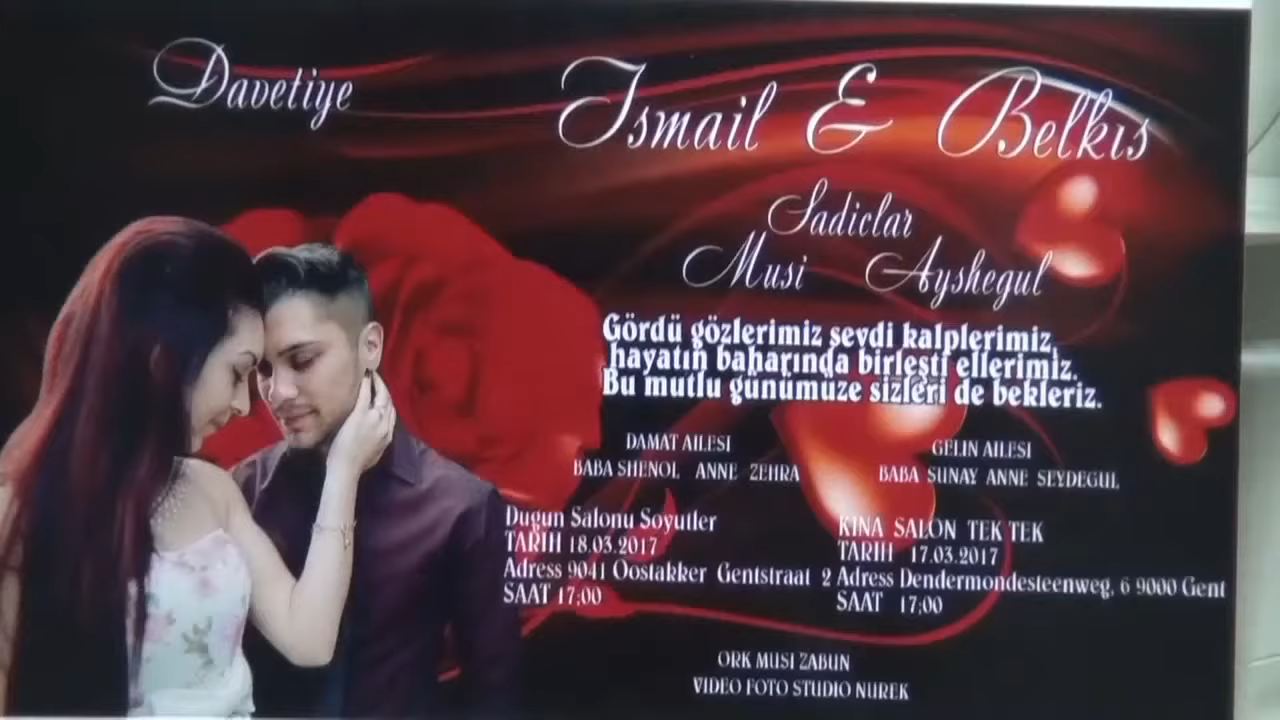 Davetiye
Ismail & Belkıs
Sadiclar
Musi Ayshegul
Gördü gözlerimiz sevdi kalplerimiz,
hayatın baharında birleşti ellerimiz.
Bu mutlu günümüze sizleri de bekleriz.
DAMAT AILESI
BABA SHENOL ANNE ZEHRA
GELIN AILESI
BABA SUNAY ANNE SEYDEGUL
Dugun Salonu Soyutler
TARIH 18.03.2017
Adress 9041 Oostakker Gentstraat 2
SAAT 17;00
KINA SALON TEK TEK
TARIH 17.03.2017
Adress Dendermondesteenweg, 6 9000 Gent
SAAT 17;00
ORK MUSI ZABUN
VIDEO FOTO STUDIO NUREK